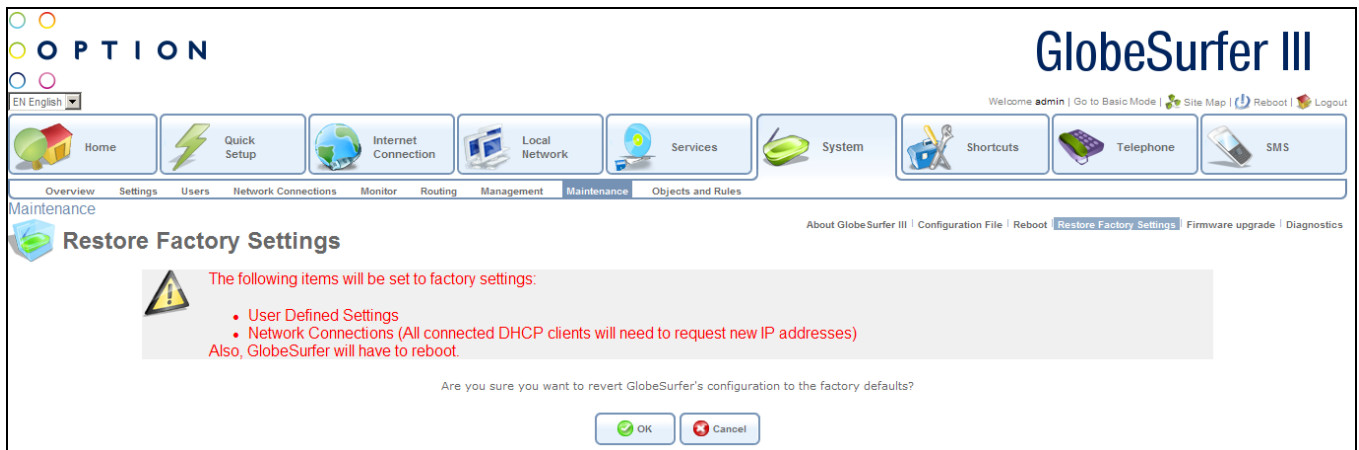 OPTION
GlobeSurfer III
EN English
Welcome admin | Go to Basic Mode | Site Map | Reboot | Logout
Home
Quick Setup
Internet Connection
Local Network
Services
System
Shortcuts
Telephone
SMS
Overview Settings Users Network Connections Monitor Routing Management Maintenance Objects and Rules
Maintenance
About GlobeSurfer III | Configuration File | Reboot | Restore Factory Settings | Firmware upgrade | Diagnostics
Restore Factory Settings
The following items will be set to factory settings:
• User Defined Settings
• Network Connections (All connected DHCP clients will need to request new IP addresses)
Also, GlobeSurfer will have to reboot.
Are you sure you want to revert GlobeSurfer's configuration to the factory defaults?
OK Cancel